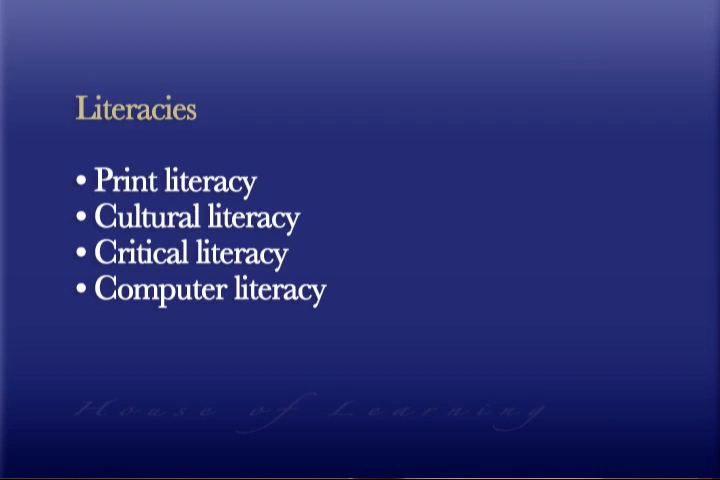 Literacies
• Print literacy
• Cultural literacy
• Critical literacy
• Computer literacy
House of Learning